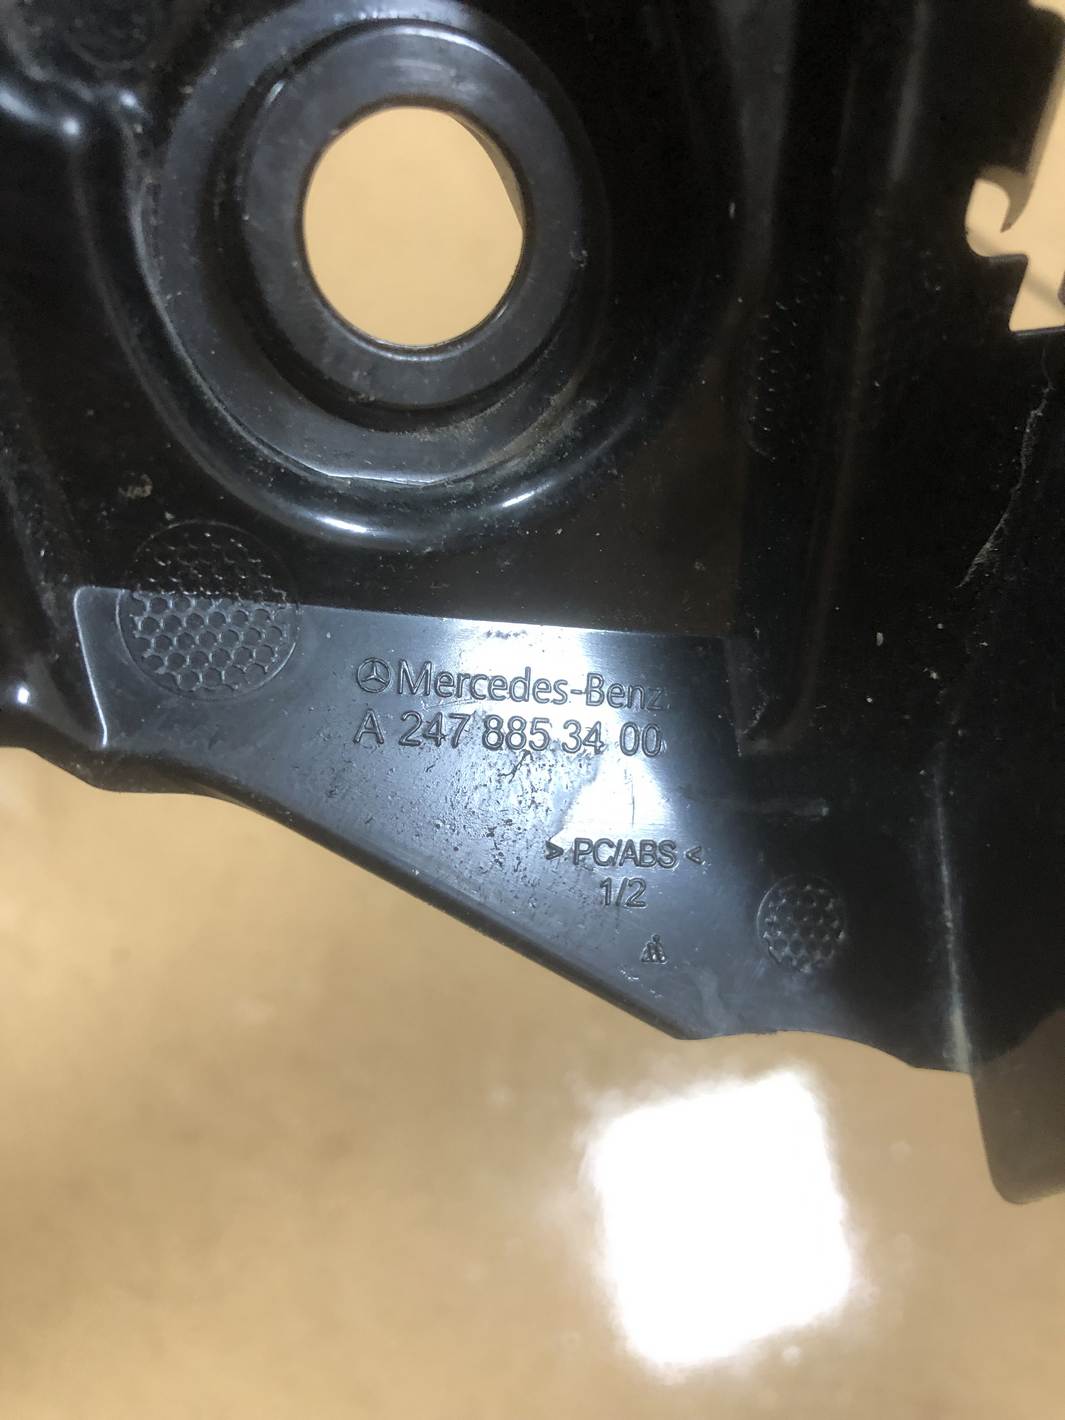 Mercedes-Benz
A 247 885 34 00
> PC/ABS <
1/2